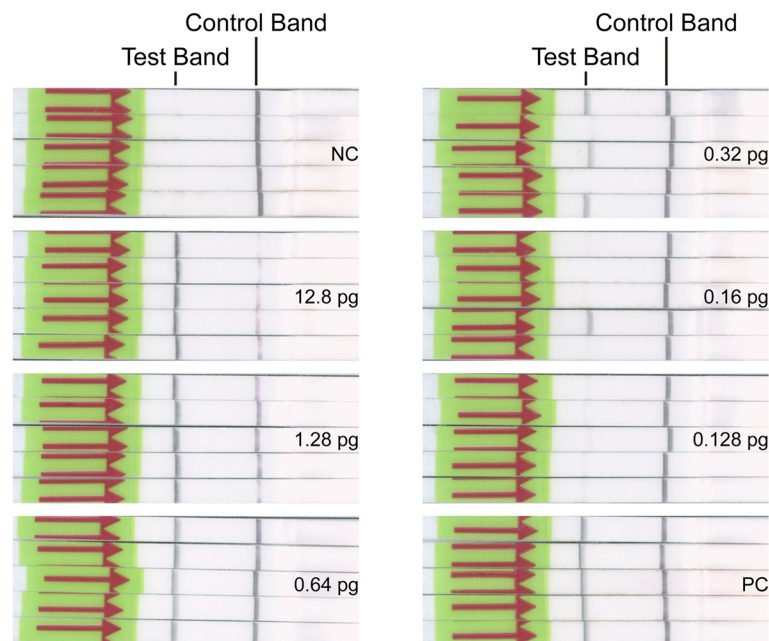 Control Band
Test Band
NC
12.8 pg
1.28 pg
0.64 pg
Control Band
Test Band
0.32 pg
0.16 pg
0.128 pg
PC